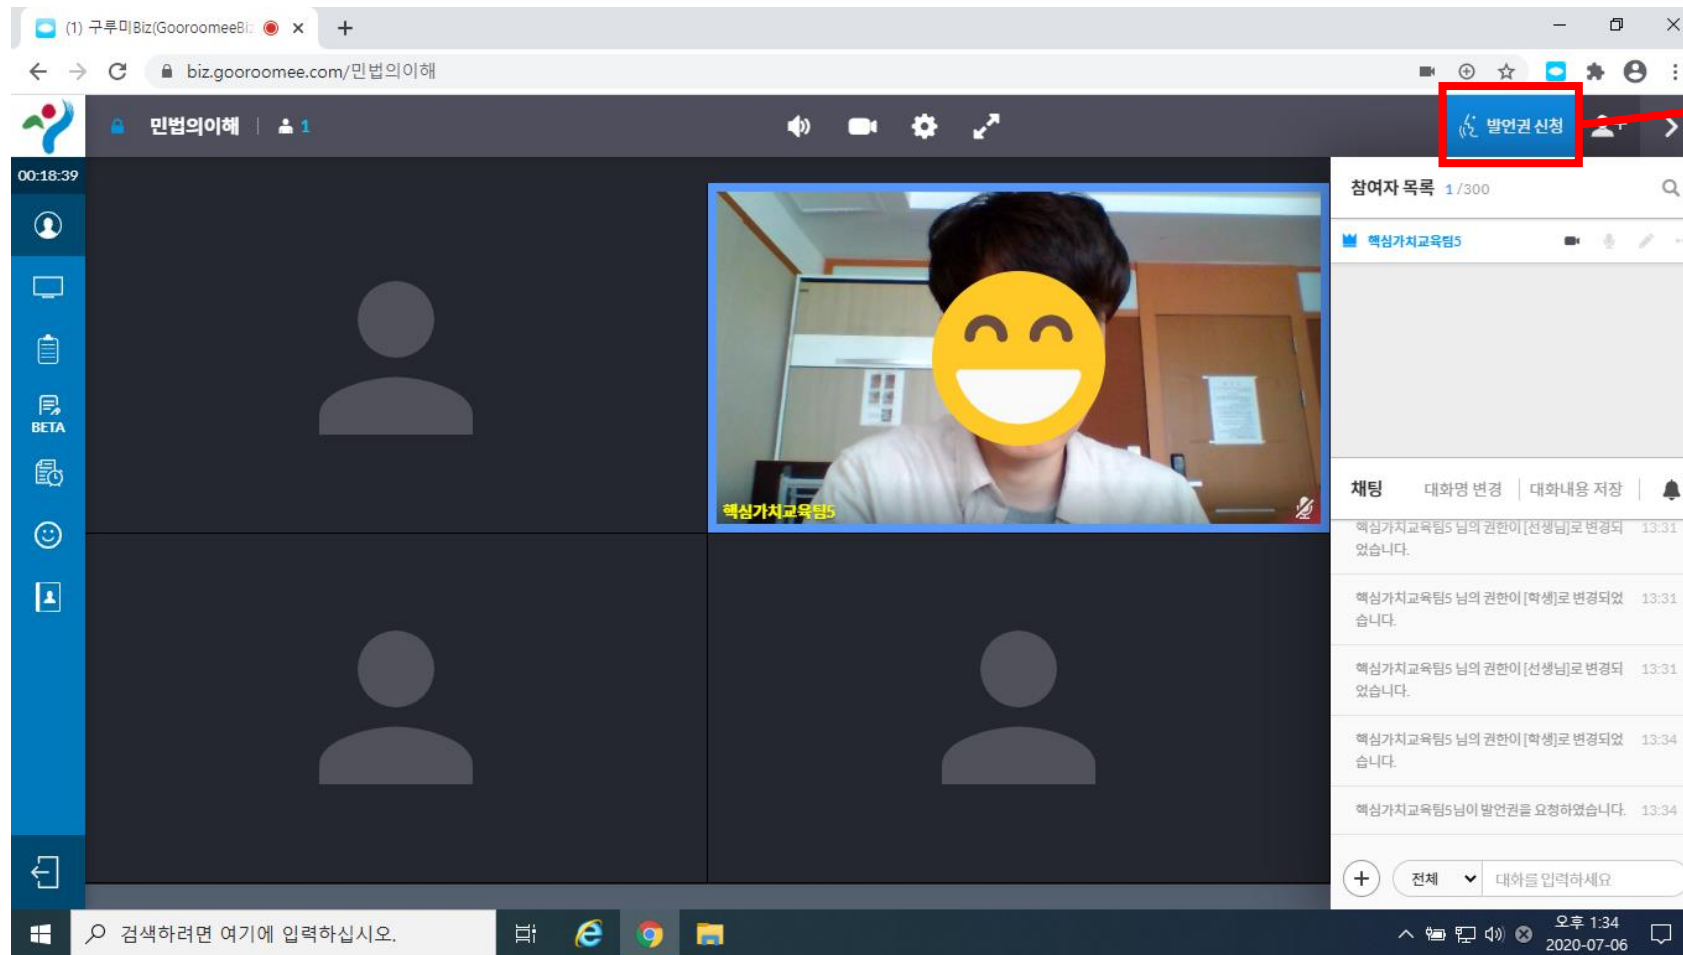 (1) 구루미Biz(GooroomeeBiz
biz.gooroomee.com/민법의이해
민법의이해 1
발언권 신청
00:18:39
참여자 목록 1/300
핵심가치교육팀5
BETA
핵심가치교육팀5
채팅 대화명 변경 대화내용 저장
핵심가치교육팀5 님의 권한이 [선생님]로 변경되 13:31
었습니다.
핵심가치교육팀5 님의 권한이 [학생]로 변경되었 13:31
습니다.
핵심가치교육팀5 님의 권한이 [선생님]로 변경되 13:31
었습니다.
핵심가치교육팀5 님의 권한이 [학생]로 변경되었 13:34
습니다.
핵심가치교육팀5님이 발언권을 요청하였습니다. 13:34
전체 대화를 입력하세요
검색하려면 여기에 입력하십시오.
오후 1:34
2020-07-06